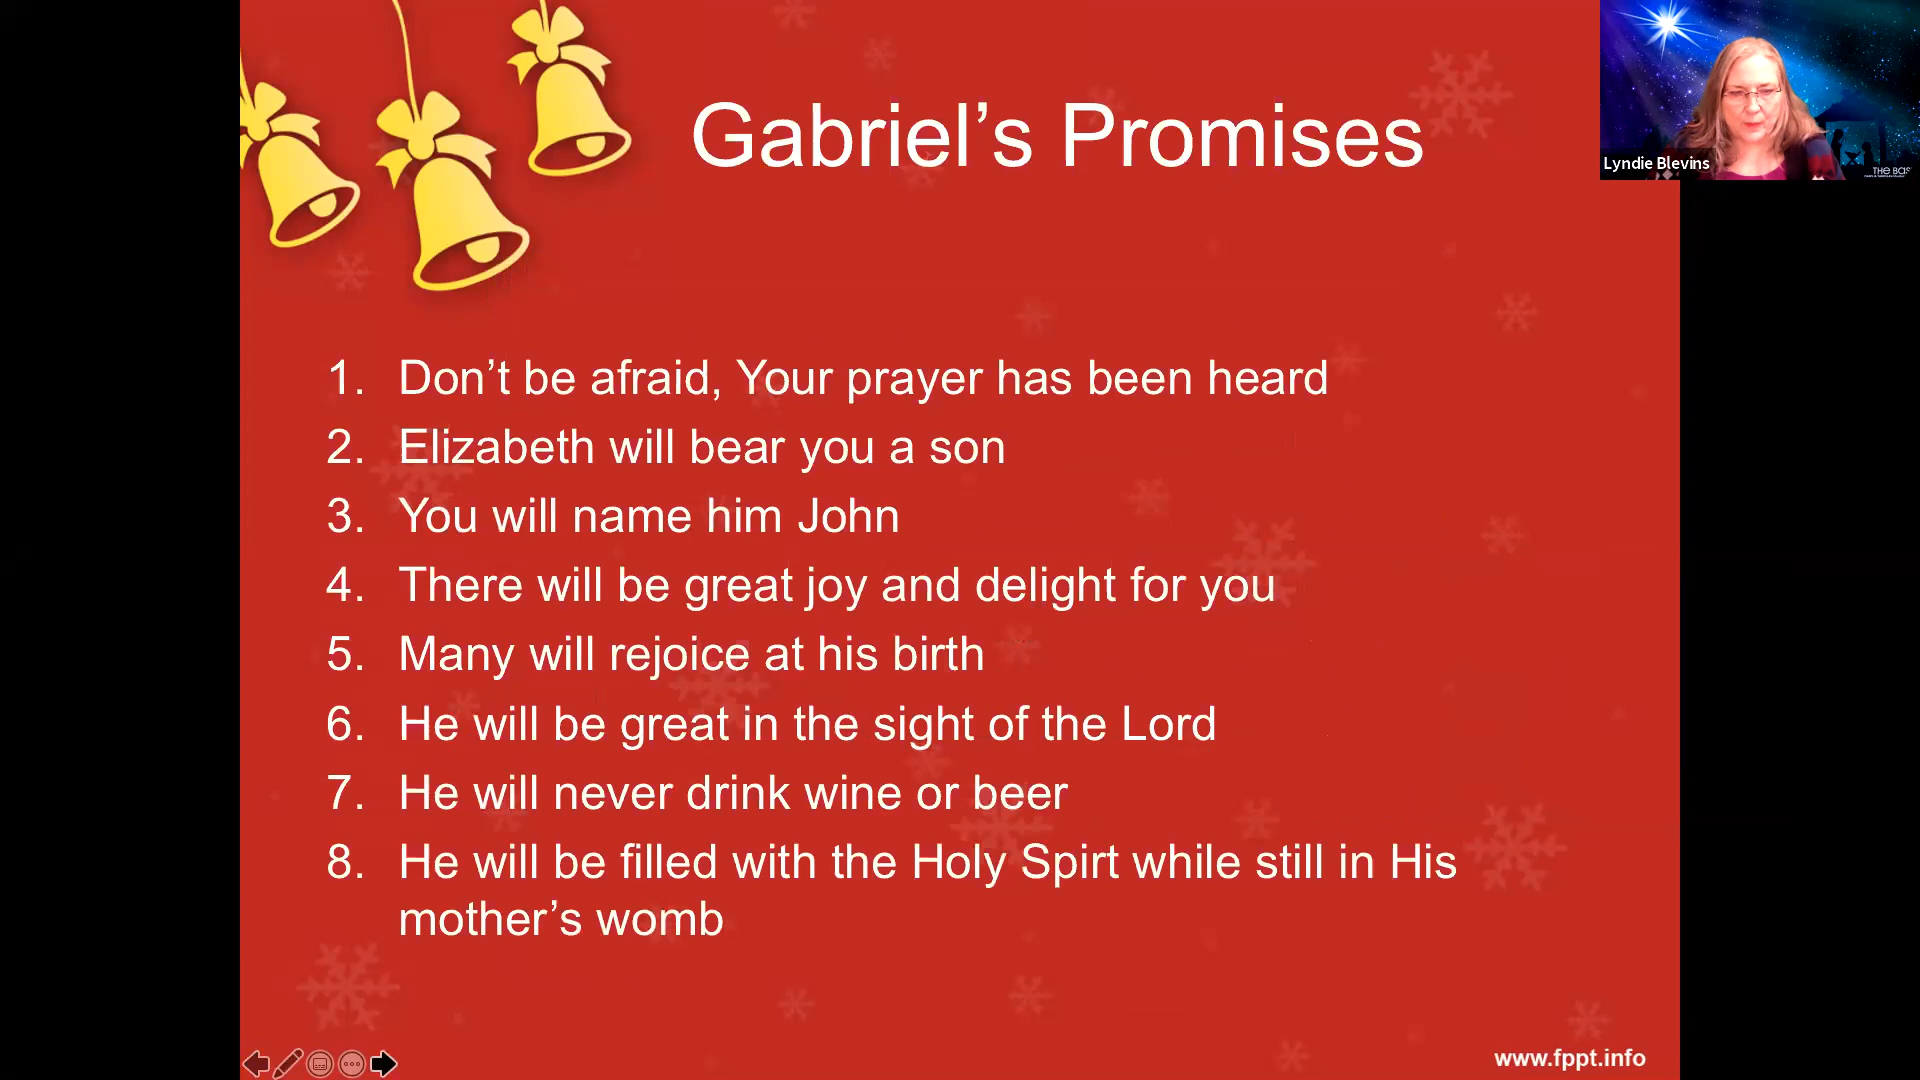 Gabriel’s Promises
Lyndie Blevins
THE BAS
1. Don’t be afraid, Your prayer has been heard
2. Elizabeth will bear you a son
3. You will name him John
4. There will be great joy and delight for you
5. Many will rejoice at his birth
6. He will be great in the sight of the Lord
7. He will never drink wine or beer
8. He will be filled with the Holy Spirt while still in His
mother’s womb
www.fppt.info